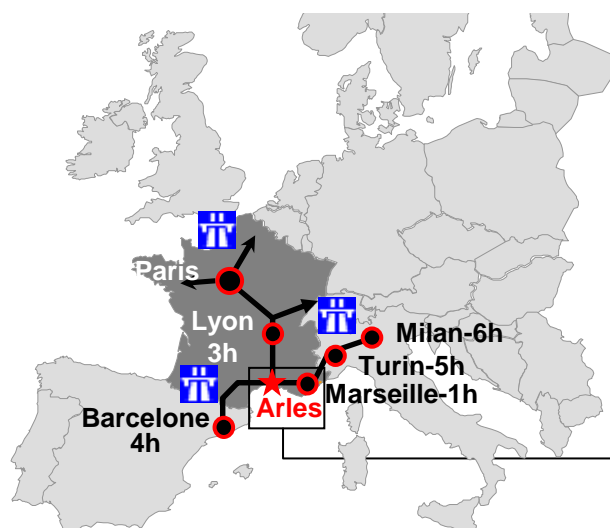 Paris
Lyon
3h
Milan-6h
Turin-5h
Marseille-1h
Arles
Barcelone
4h